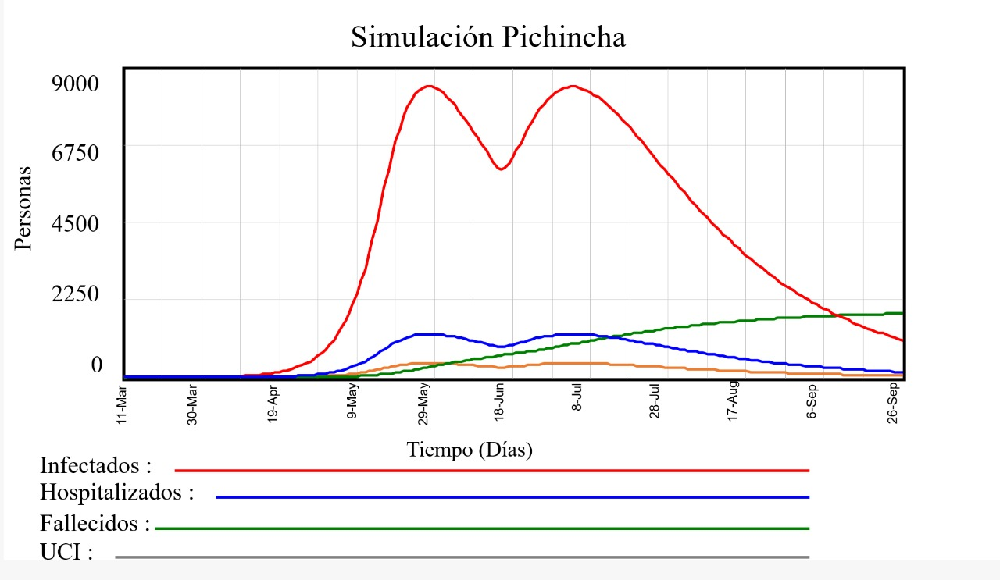 Simulación Pichincha
9000
6750
4500
2250
0
Personas
11-Mar
30-Mar
19-Apr
9-May
29-May
18-Jun
8-Jul
28-Jul
17-Aug
6-Sep
26-Sep
Tiempo (Días)
Infectados :
Hospitalizados :
Fallecidos :
UCI :